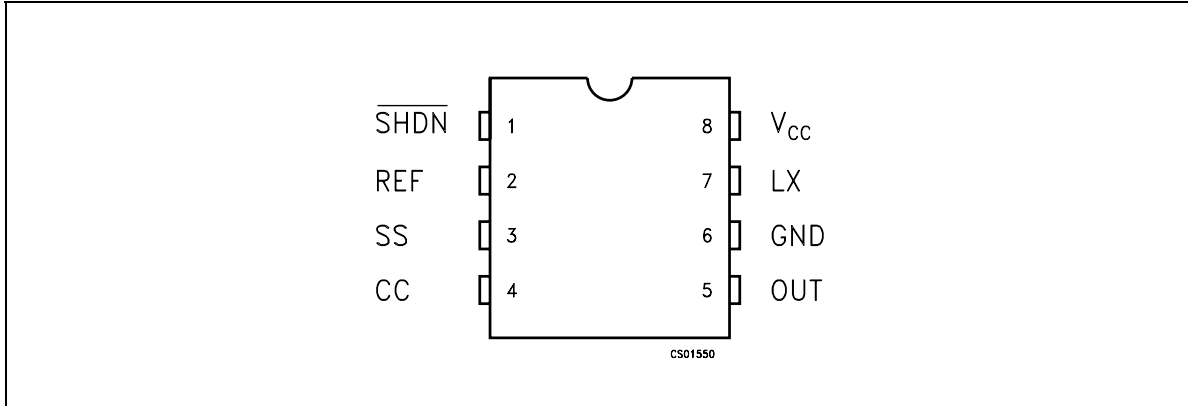 SHDN 1 8 VCC
REF 2 7 LX
SS 3 6 GND
CC 4 5 OUT
CS01550